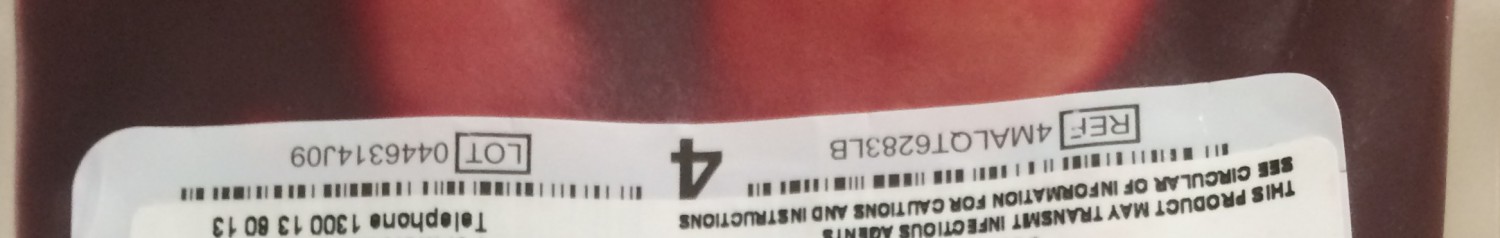 THIS PRODUCT MAY TRANSMIT INFECTIOUS AGENTS
SEE CIRCULAR OF INFORMATION FOR CAUTIONS AND INSTRUCTIONS
Telephone 1300 13 60 13
REF 4MALQT6283LB
4
LOT 0446314J09